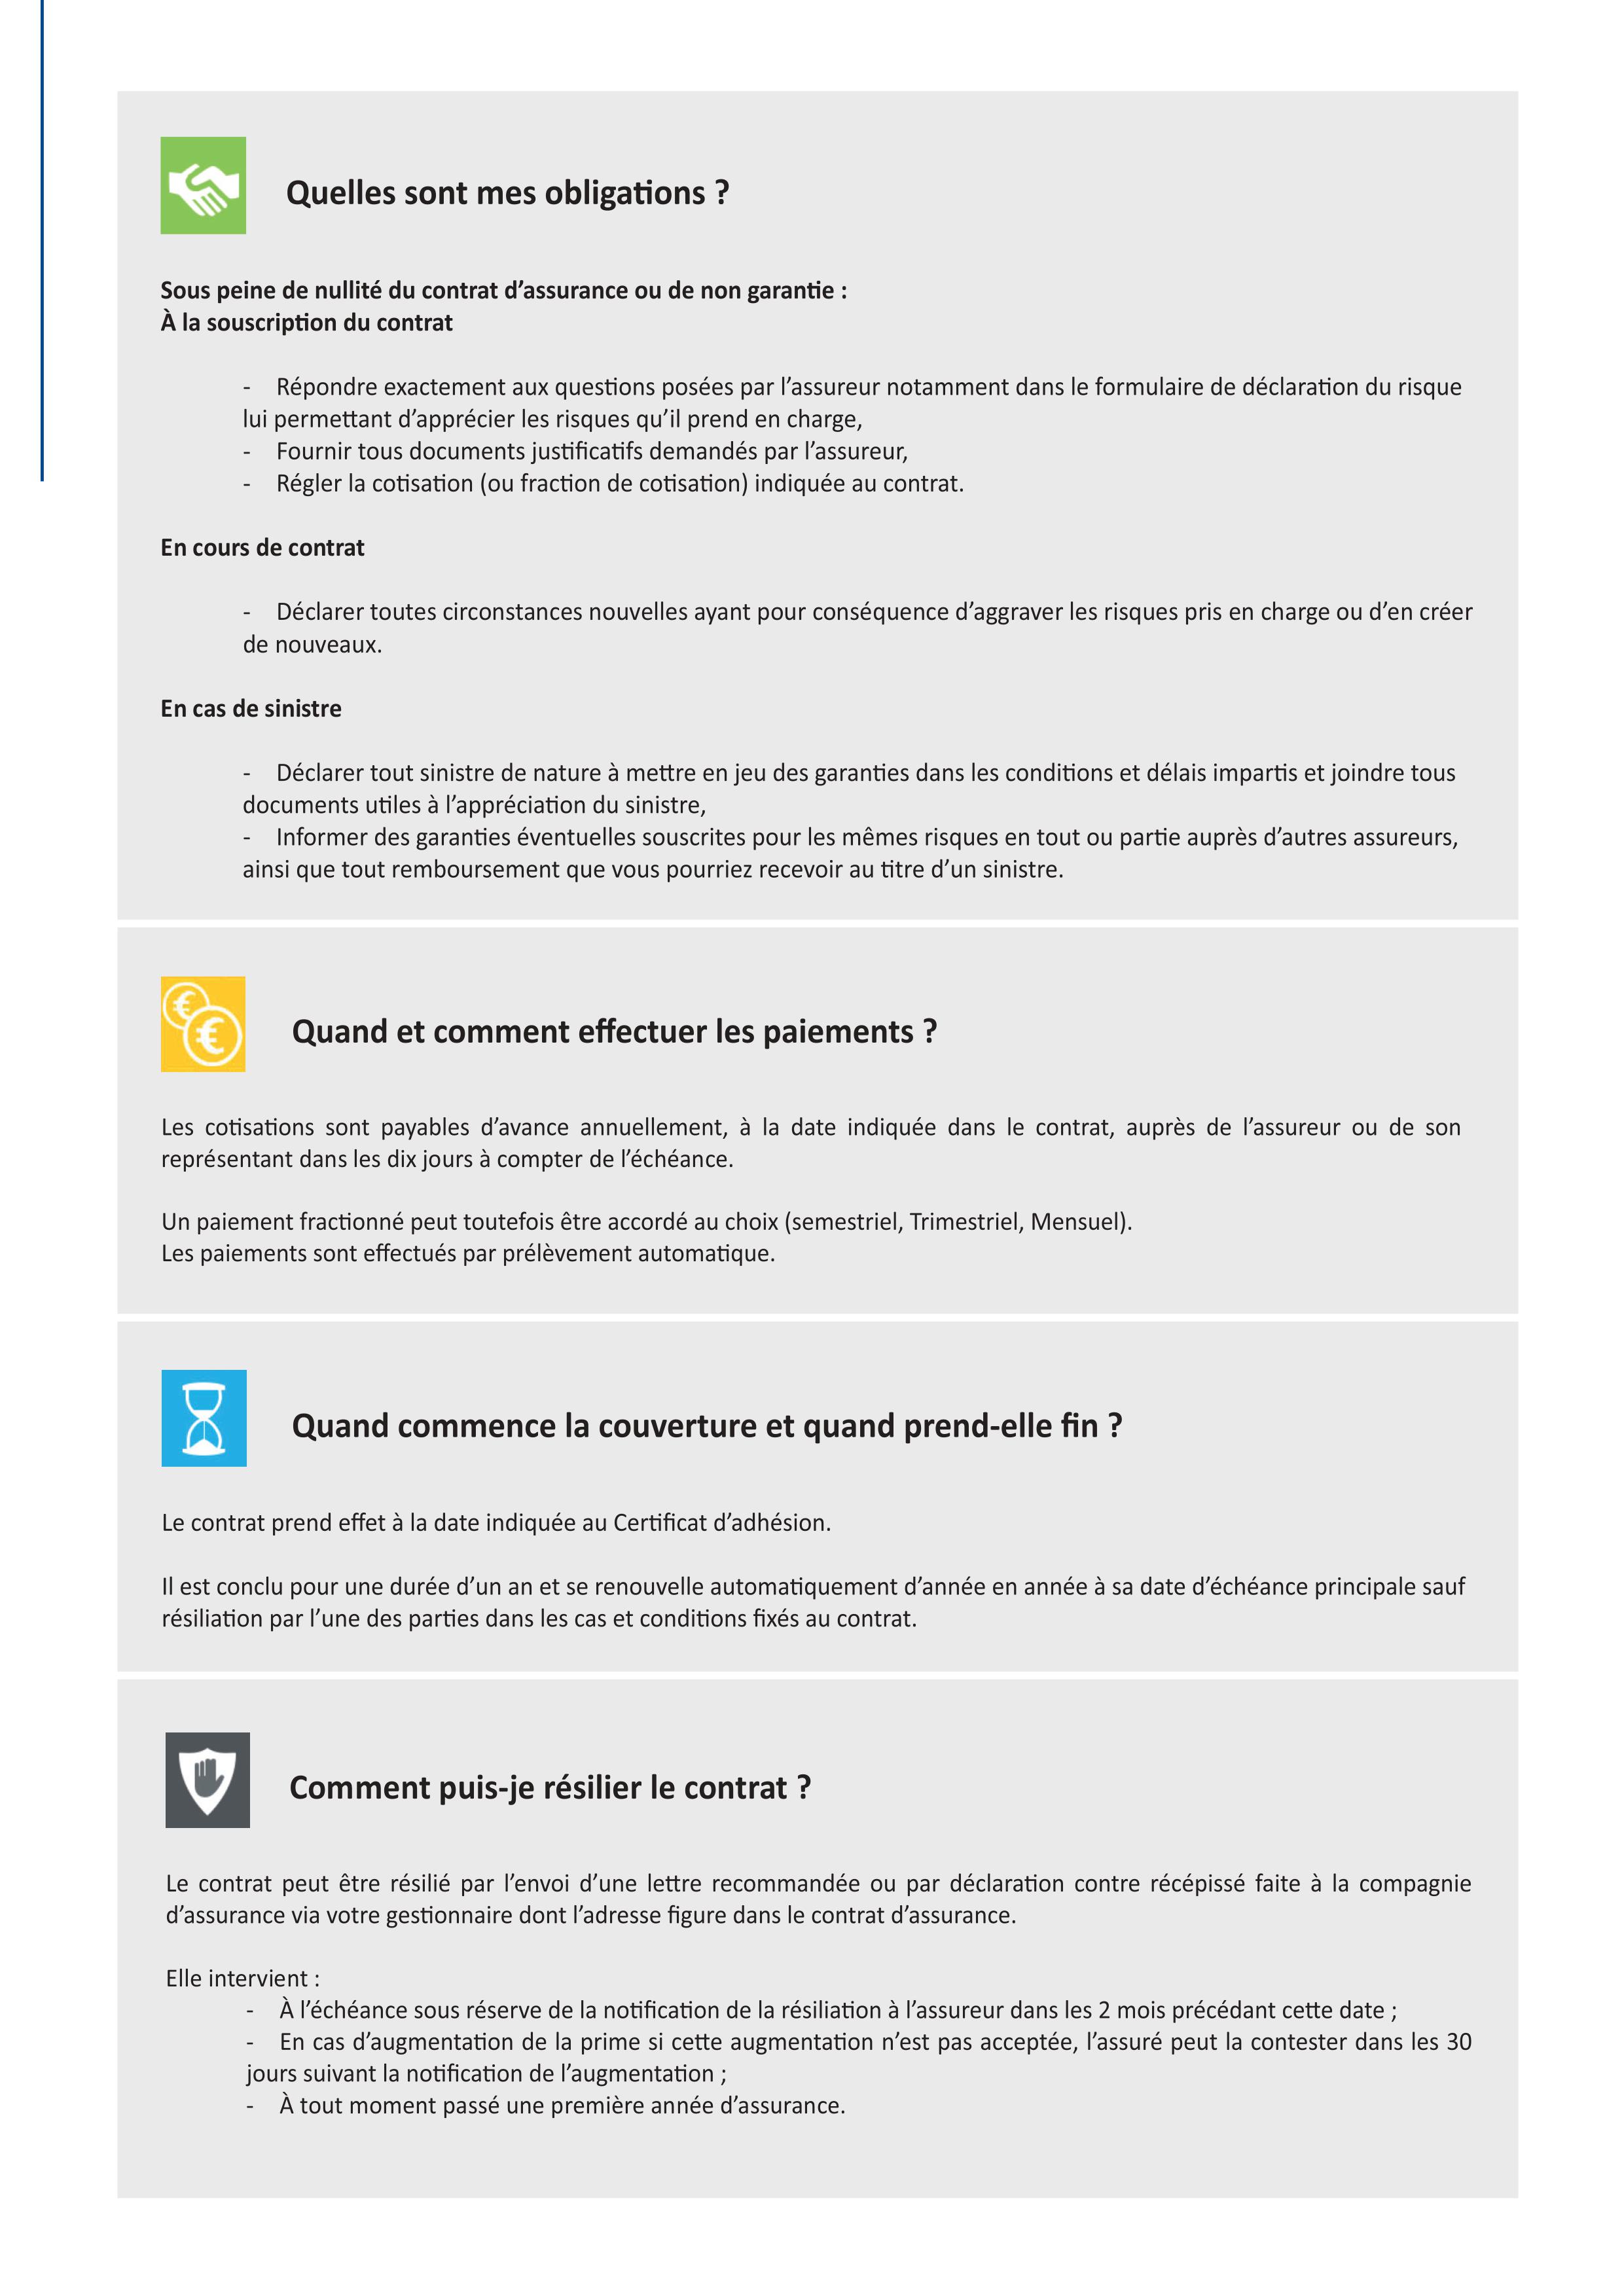 Quelles sont mes obligations ?
Sous peine de nullité du contrat d’assurance ou de non garantie :
À la souscription du contrat
- Répondre exactement aux questions posées par l’assureur notamment dans le formulaire de déclaration du risque
lui permettant d’apprécier les risques qu’il prend en charge,
- Fournir tous documents justificatifs demandés par l’assureur,
- Régler la cotisation (ou fraction de cotisation) indiquée au contrat.
En cours de contrat
- Déclarer toutes circonstances nouvelles ayant pour conséquence d’aggraver les risques pris en charge ou d’en créer
de nouveaux.
En cas de sinistre
- Déclarer tout sinistre de nature à mettre en jeu des garanties dans les conditions et délais impartis et joindre tous
documents utiles à l’appréciation du sinistre,
- Informer des garanties éventuelles souscrites pour les mêmes risques en tout ou partie auprès d’autres assureurs,
ainsi que tout remboursement que vous pourriez recevoir au titre d’un sinistre.
Quand et comment effectuer les paiements ?
Les cotisations sont payables d’avance annuellement, à la date indiquée dans le contrat, auprès de l’assureur ou de son
représentant dans les dix jours à compter de l’échéance.
Un paiement fractionné peut toutefois être accordé au choix (semestriel, Trimestriel, Mensuel).
Les paiements sont effectués par prélèvement automatique.
Quand commence la couverture et quand prend-elle fin ?
Le contrat prend effet à la date indiquée au Certificat d’adhésion.
Il est conclu pour une durée d’un an et se renouvelle automatiquement d’année en année à sa date d’échéance principale sauf
résiliation par l’une des parties dans les cas et conditions fixés au contrat.
Comment puis-je résilier le contrat ?
Le contrat peut être résilié par l’envoi d’une lettre recommandée ou par déclaration contre récépissé faite à la compagnie
d’assurance via votre gestionnaire dont l’adresse figure dans le contrat d’assurance.
Elle intervient :
- À l’échéance sous réserve de la notification de la résiliation à l’assureur dans les 2 mois précédant cette date ;
- En cas d’augmentation de la prime si cette augmentation n’est pas acceptée, l’assuré peut la contester dans les 30
jours suivant la notification de l’augmentation ;
- À tout moment passé une première année d’assurance.